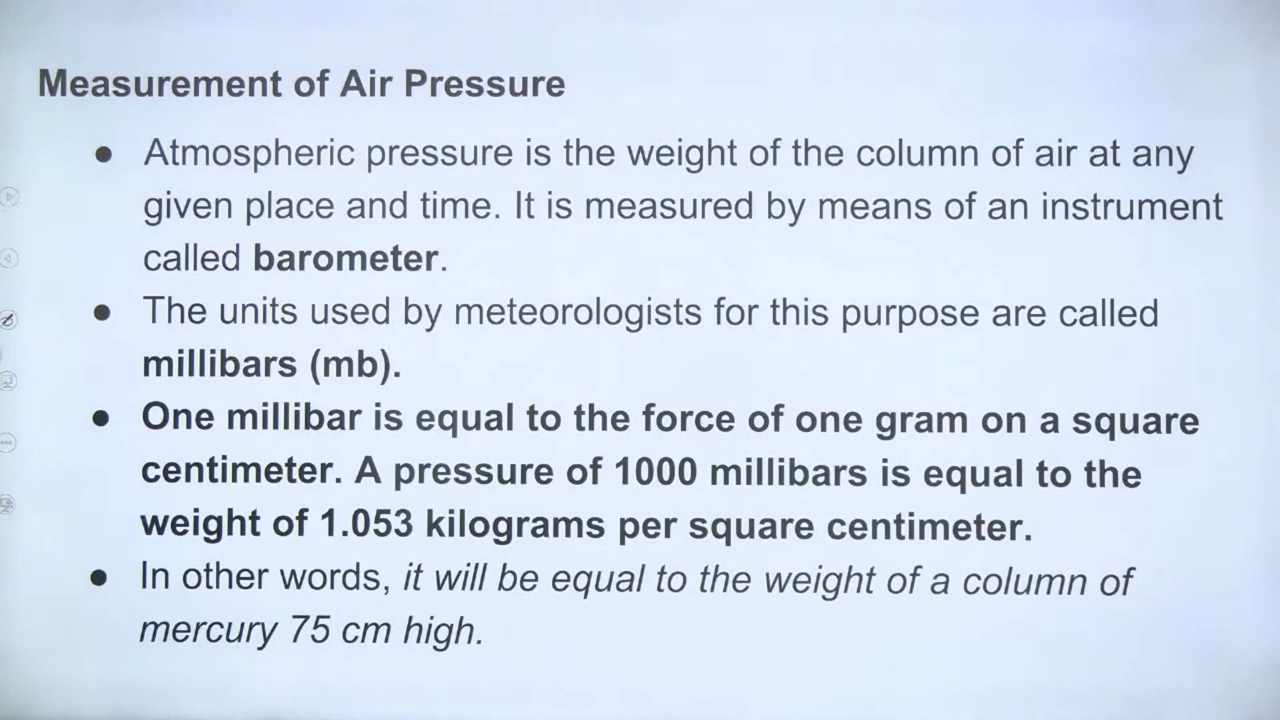 Measurement of Air Pressure
● Atmospheric pressure is the weight of the column of air at any
given place and time. It is measured by means of an instrument
called barometer.
● The units used by meteorologists for this purpose are called
millibars (mb).
● One millibar is equal to the force of one gram on a square
centimeter. A pressure of 1000 millibars is equal to the
weight of 1.053 kilograms per square centimeter.
● In other words, it will be equal to the weight of a column of
mercury 75 cm high.